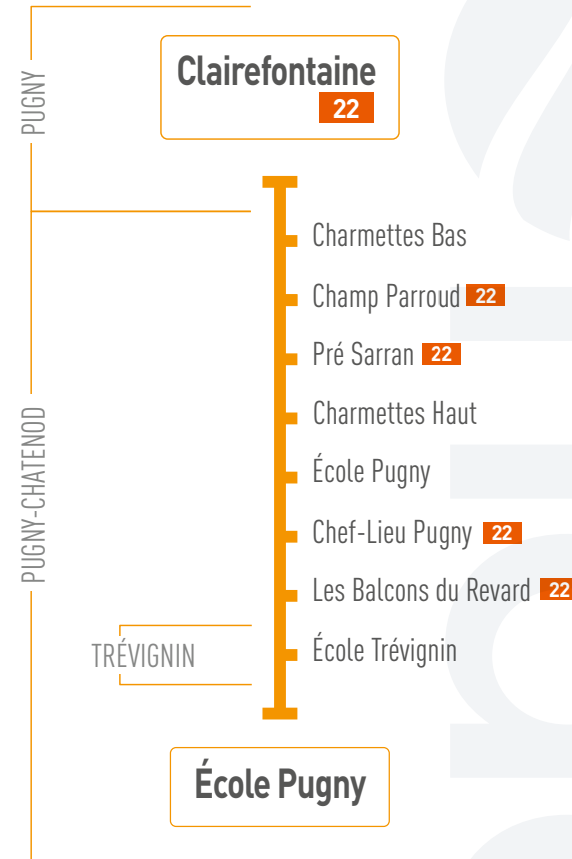 PUGNY
Clairefontaine
22
Charmettes Bas
Champ Parroud 22
Pré Sarran 22
Charmettes Haut
PUGNY-CHATENOD
École Pugny
Chef-Lieu Pugny 22
Les Balcons du Revard 22
TRÉVIGNIN
École Trévignin
École Pugny